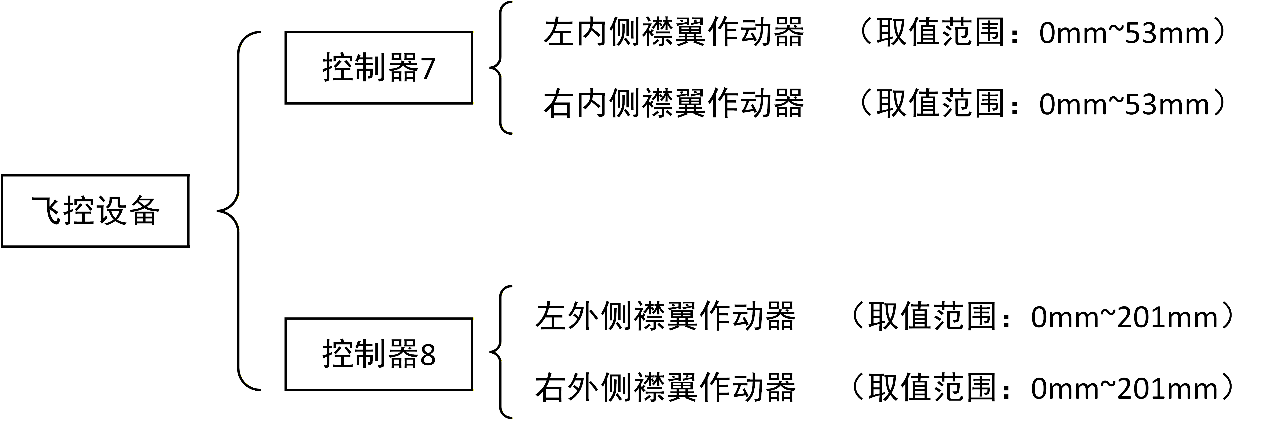 飞控设备
控制器7
左内侧襟翼作动器 （取值范围：0mm~53mm）
右内侧襟翼作动器 （取值范围：0mm~53mm）
控制器8
左外侧襟翼作动器 （取值范围：0mm~201mm）
右外侧襟翼作动器 （取值范围：0mm~201mm）